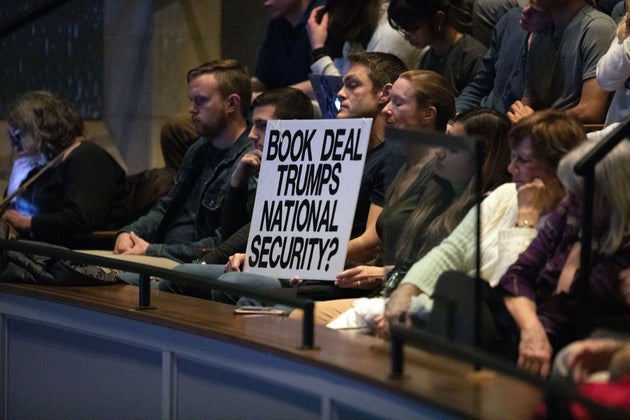 BOOK DEAL
TRUMPS
NATIONAL
SECURITY?